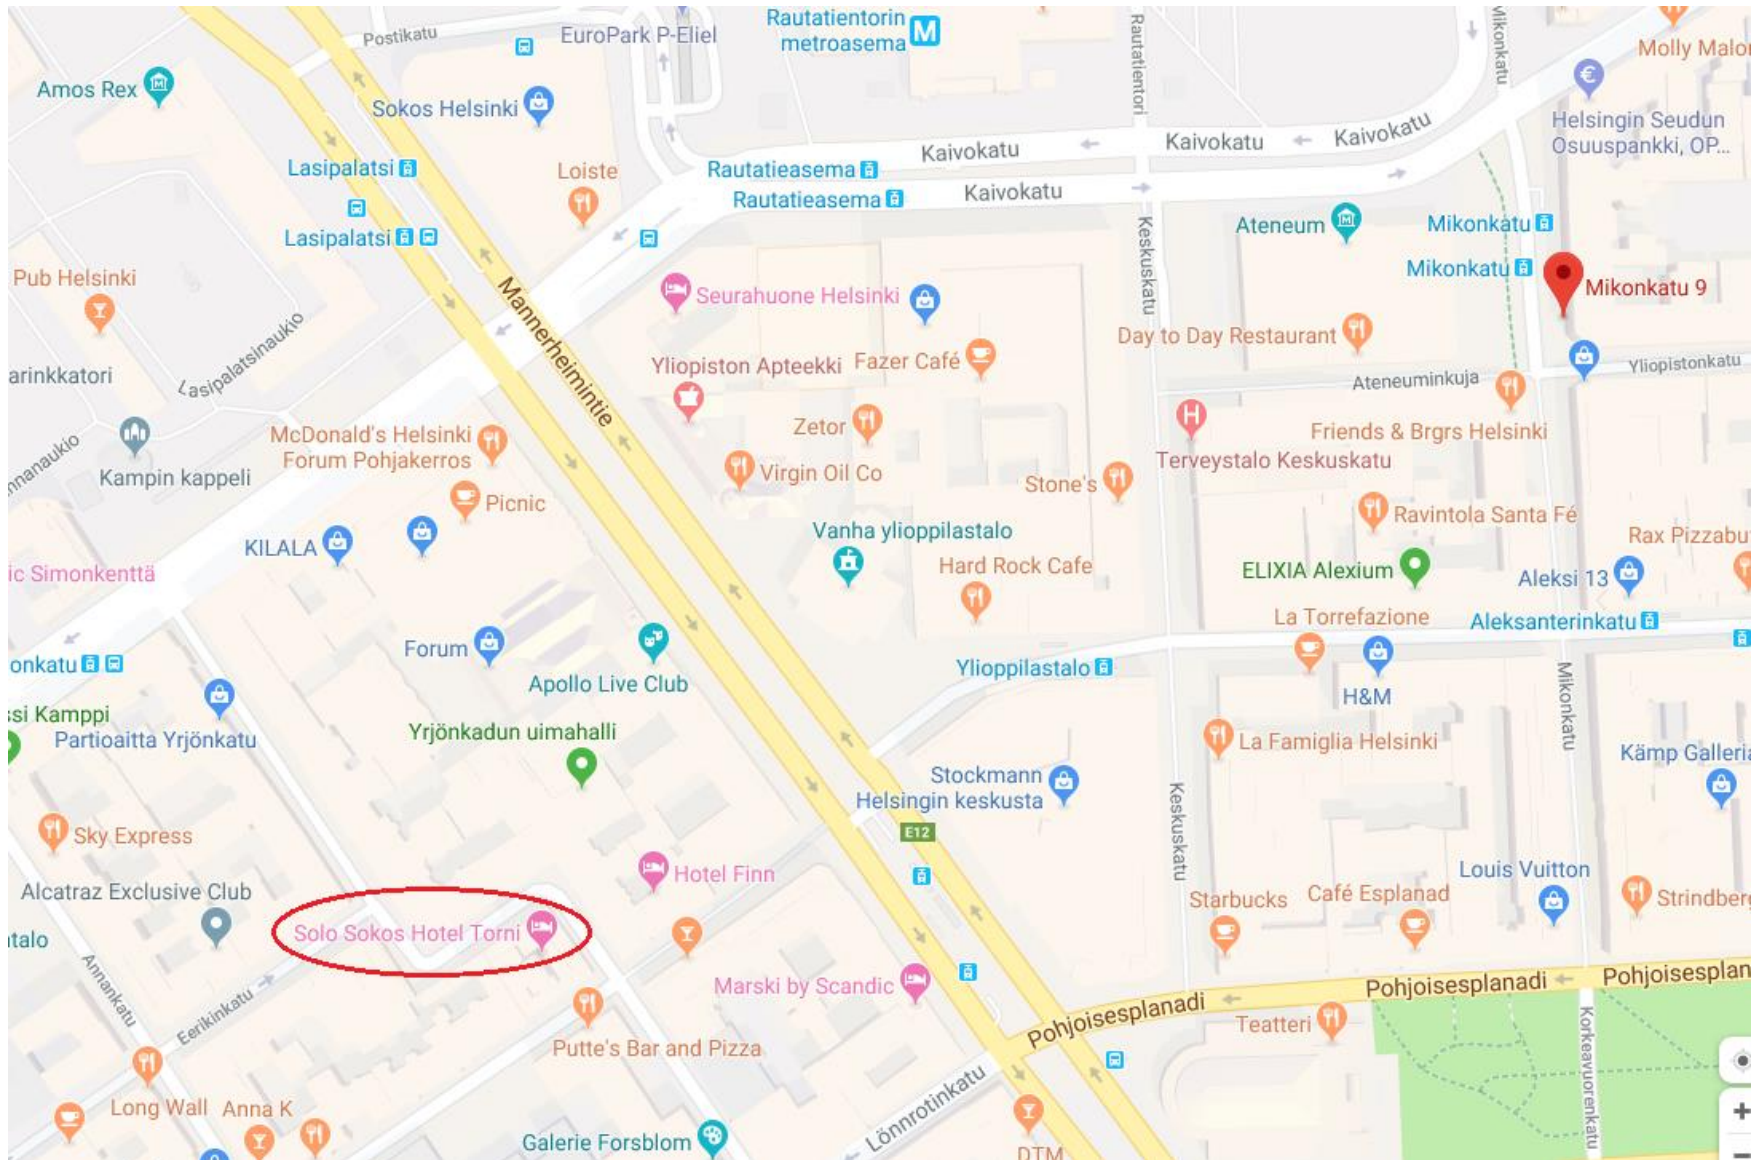 Postikatu
EuroPark P-Eliel
Rautatientorin
metroasema
M
Rautatientori
Mikonkatu
Molly Malo
Amos Rex
Sokos Helsinki
Helsingin Seudun
Osuuspankki, OP...
Kaivokatu
Kaivokatu
Kaivokatu
Lasipalatsi
Loiste
Rautatieasema
Rautatieasema
Kaivokatu
Lasipalatsi
Keskuskatu
Ateneum
Mikonkatu
Mikonkatu
Mikonkatu 9
Pub Helsinki
Mannerheimintie
Seurahuone Helsinki
Lasipalatsinaukio
Day to Day Restaurant
arinkkatori
Yliopiston Apteekki
Fazer Café
Ateneuminkuja
Yliopistonkatu
McDonald's Helsinki
Forum Pohjakerros
Zetor
H
Friends & Brgrs Helsinki
nnanaukio
Kampin kappeli
Virgin Oil Co
Stone's
Terveystalo Keskuskatu
Picnic
Ravintola Santa Fé
KILALA
Vanha ylioppilastalo
Rax Pizzabu
ic Simonkenttä
Hard Rock Cafe
ELIXIA Alexium
Aleksi 13
La Torrefazione
Aleksanterinkatu
Forum
onkatu
Apollo Live Club
Ylioppilastalo
H&M
Mikonkatu
ssi Kamppi
Partioaitta Yrjönkatu
Yrjönkadun uimahalli
La Famiglia Helsinki
Kämp Galleria
Stockmann
Helsingin keskusta
Keskuskatu
Sky Express
E12
Hotel Finn
Louis Vuitton
Alcatraz Exclusive Club
Starbucks
Café Esplanad
Strindberg
Solo Sokos Hotel Torni
talo
Annankatu
Eerikinkatu
Marski by Scandic
Pohjoisesplanadi
Pohjoisesplanadi
Pohjoisesplan
Teatteri
Putte's Bar and Pizza
Korkeavuorenkatu
Long Wall
Anna K
Lönnrotinkatu
Galerie Forsblom
DTM